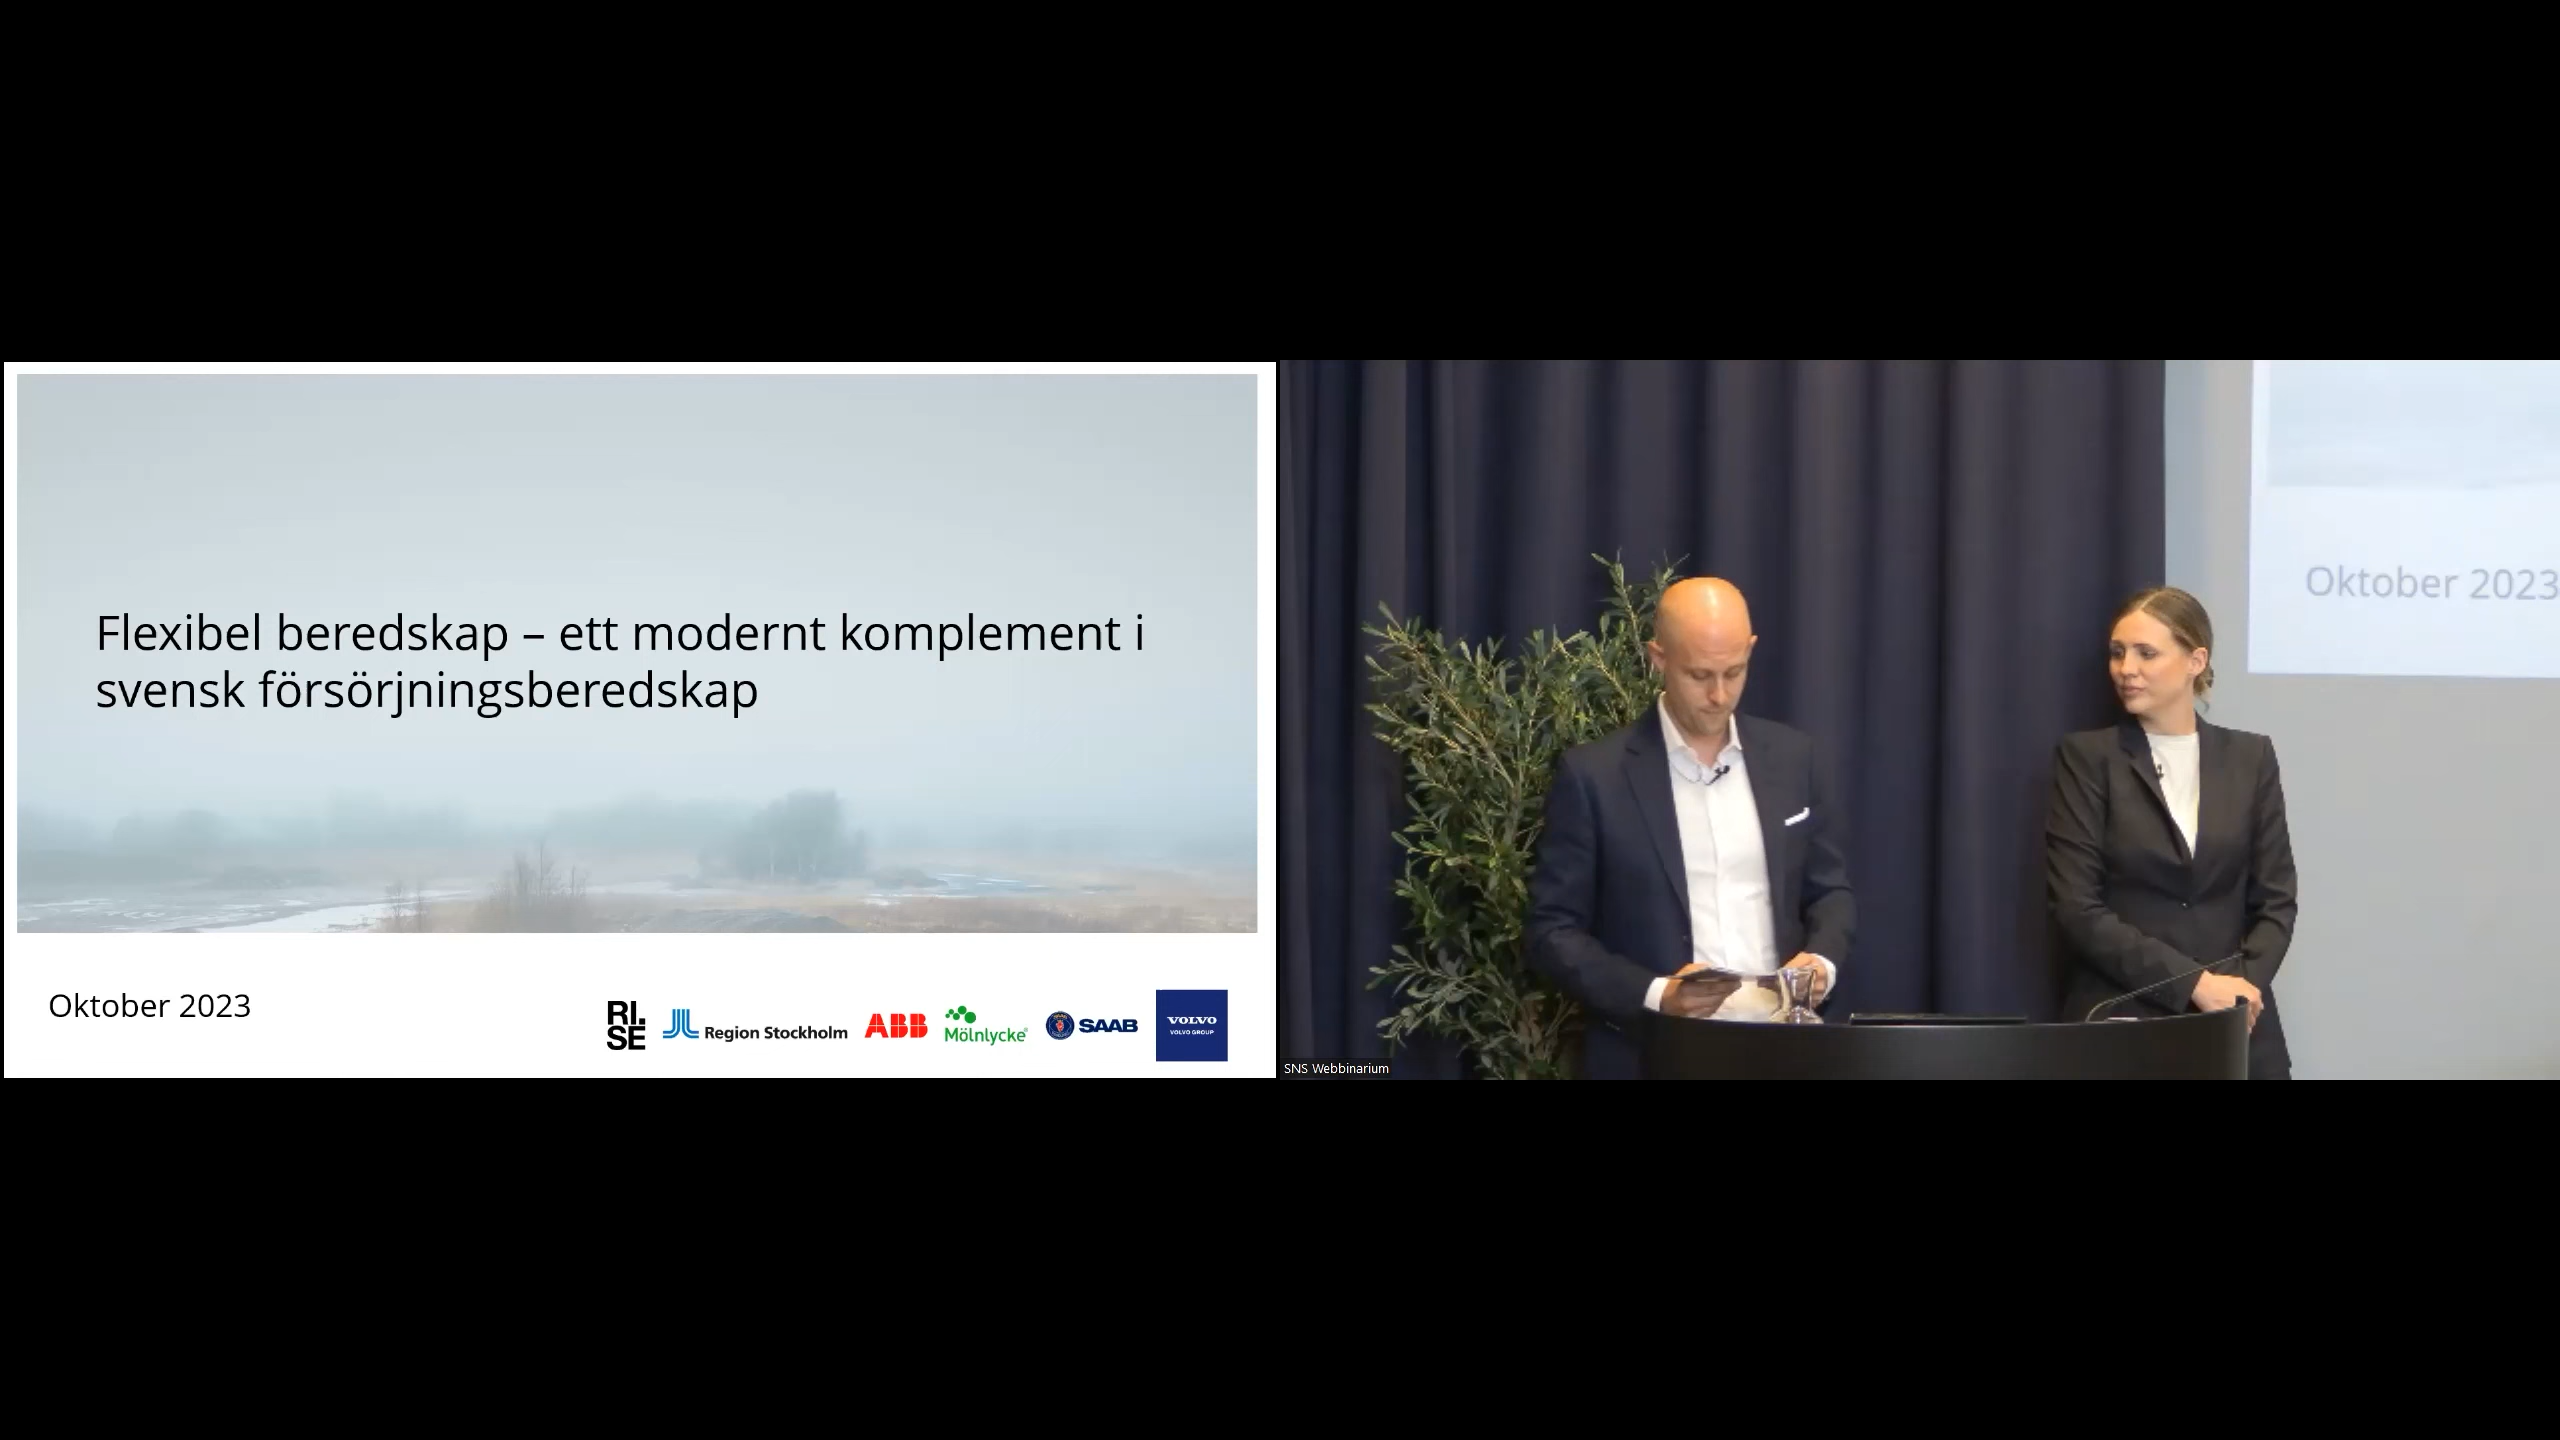 Flexibel beredskap – ett modernt komplement i
svensk försörjningsberedskap
Oktober 2023
RI.
SE
Region Stockholm
ABB
Mölnlycke®
SAAB
VOLVO
VOLVO GROUP
Oktober 2023
SNS Webbinarium